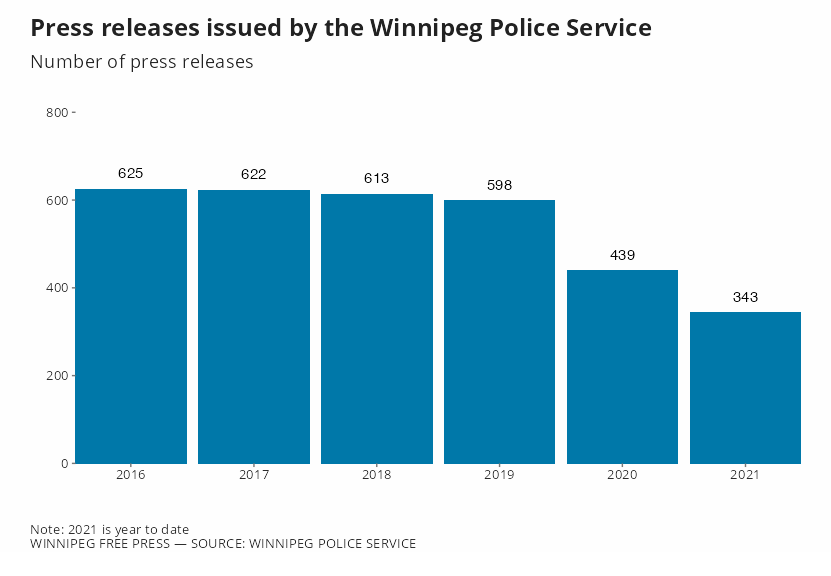 Press releases issued by the Winnipeg Police Service
Number of press releases
800
625
622
613
598
600
439
400
343
200
0
2016 2017 2018 2019 2020 2021
Note: 2021 is year to date
WINNIPEG FREE PRESS — SOURCE: WINNIPEG POLICE SERVICE